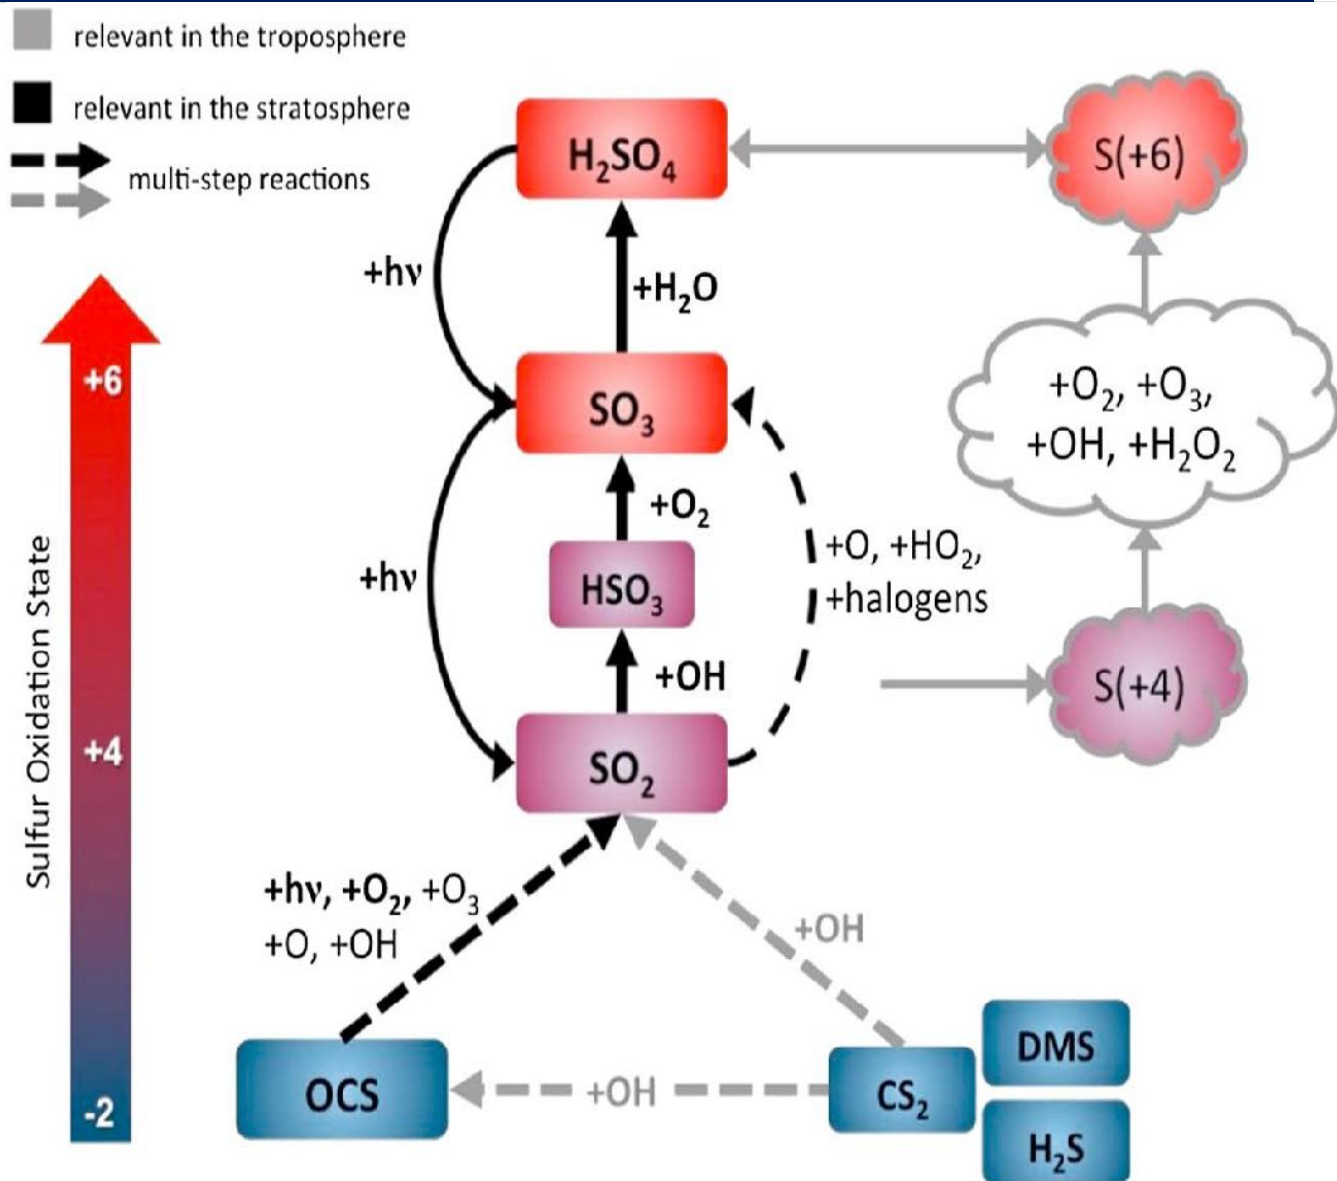 relevant in the troposphere
relevant in the stratosphere
multi-step reactions
H₂SO₄
S(+6)
+hν
+H₂O
+6
SO₃
+O₂, +O₃,
+OH, +H₂O₂
+O₂
+O, +HO₂,
+halogens
+hν
HSO₃
+OH
S(+4)
Sulfur Oxidation State
+4
SO₂
+hν, +O₂, +O₃
+O, +OH
+OH
-2
OCS
+OH
CS₂
DMS
H₂S